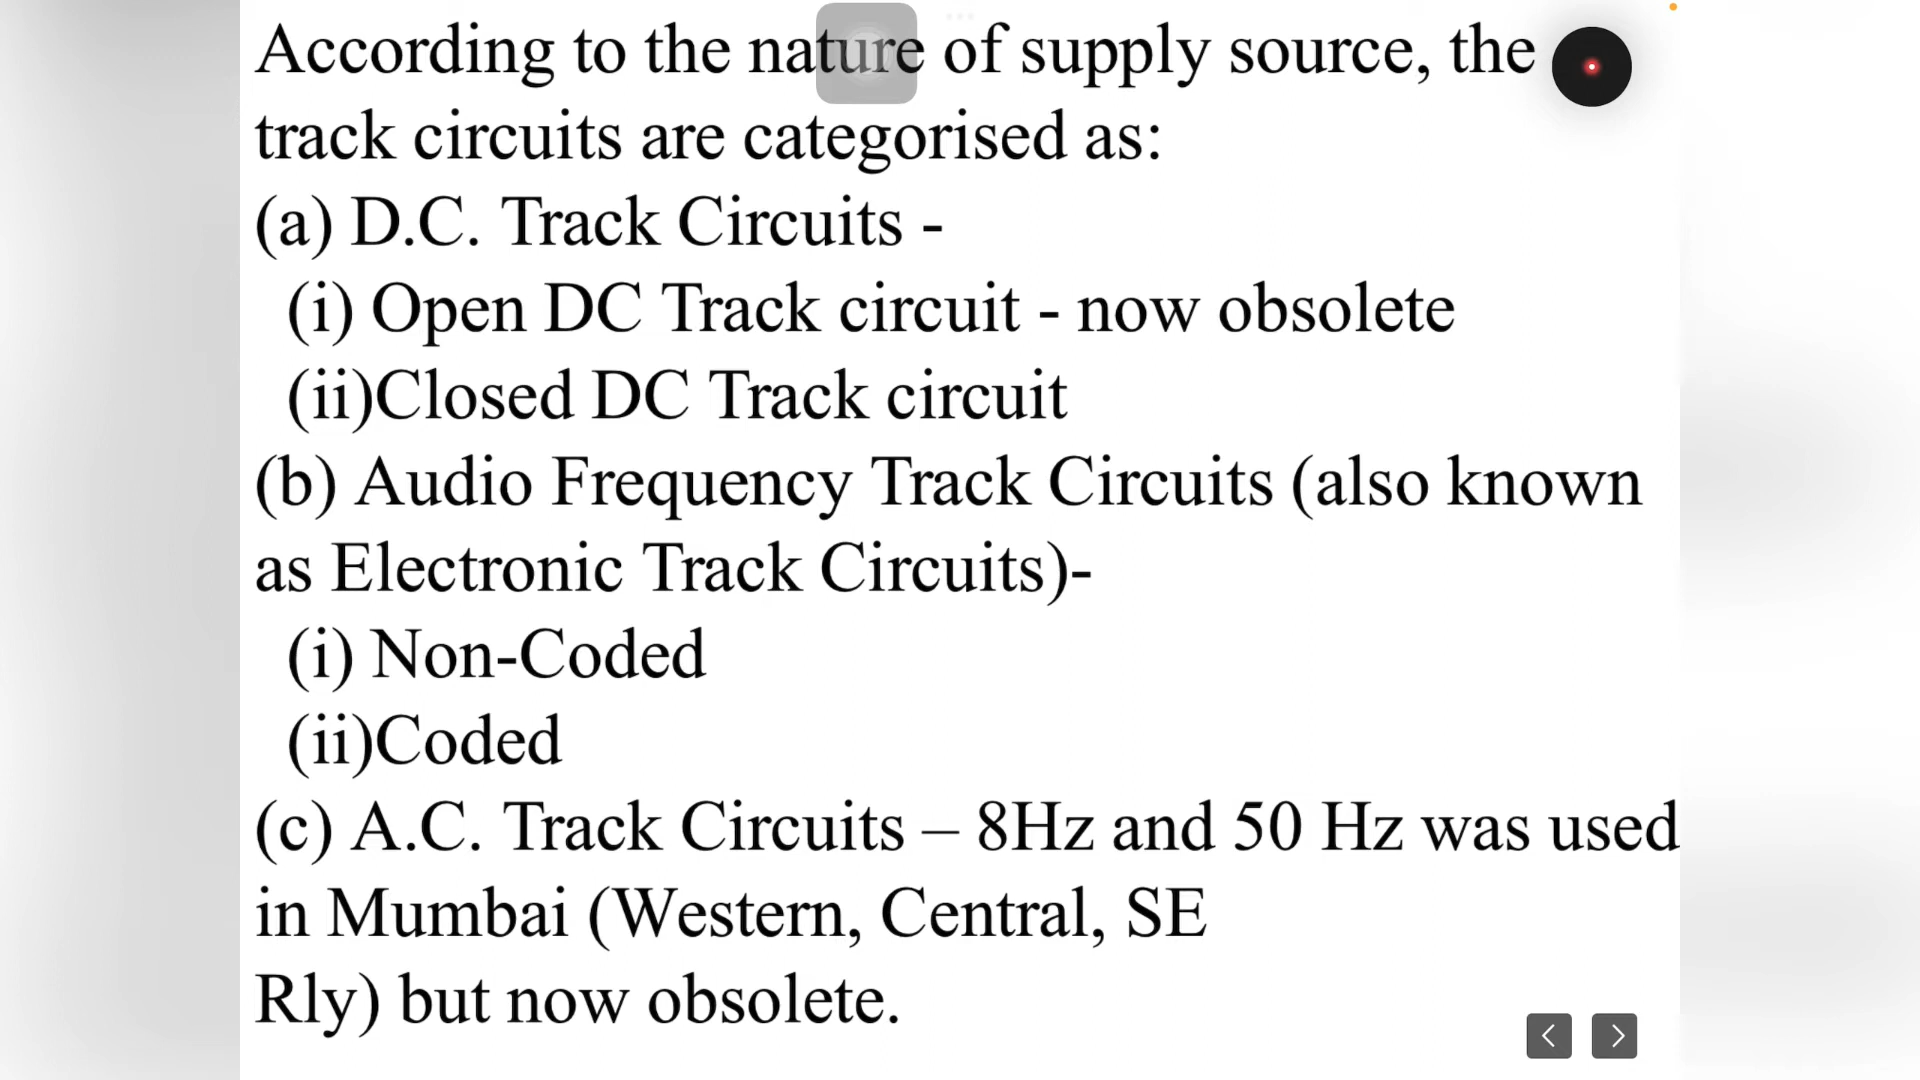 According to the nature of supply source, the
track circuits are categorised as:
(a) D.C. Track Circuits -
(i) Open DC Track circuit - now obsolete
(ii)Closed DC Track circuit
(b) Audio Frequency Track Circuits (also known
as Electronic Track Circuits)-
(i) Non-Coded
(ii)Coded
(c) A.C. Track Circuits – 8Hz and 50 Hz was used
in Mumbai (Western, Central, SE
Rly) but now obsolete.